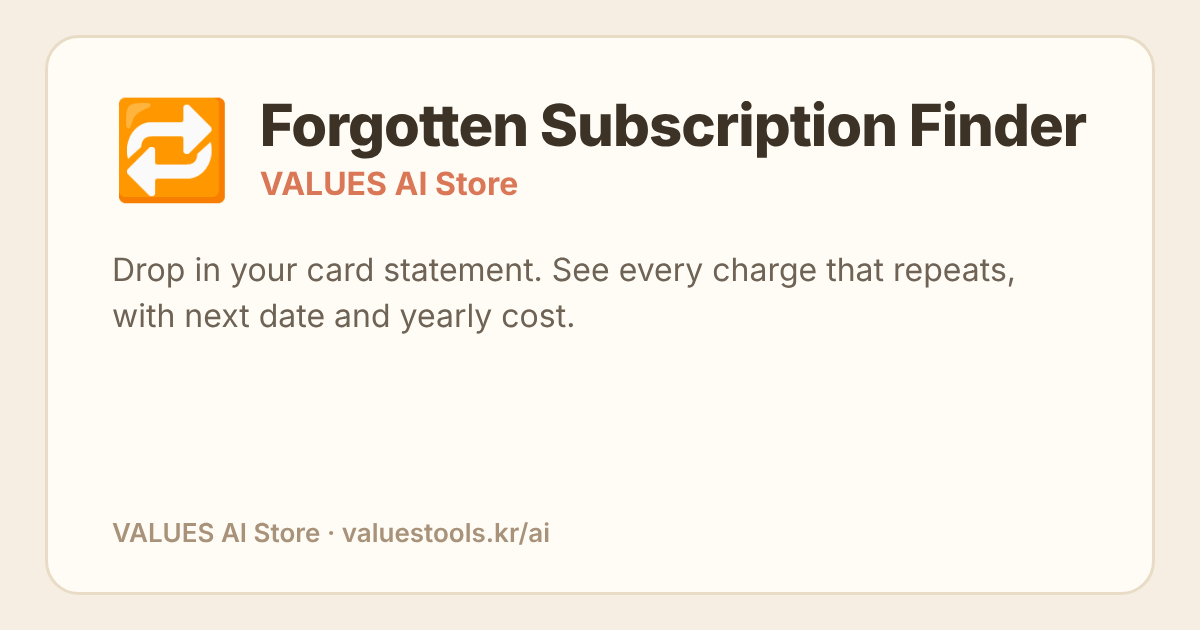 Forgotten Subscription Finder
VALUES AI Store
Drop in your card statement. See every charge that repeats,
with next date and yearly cost.
VALUES AI Store · valuestools.kr/ai